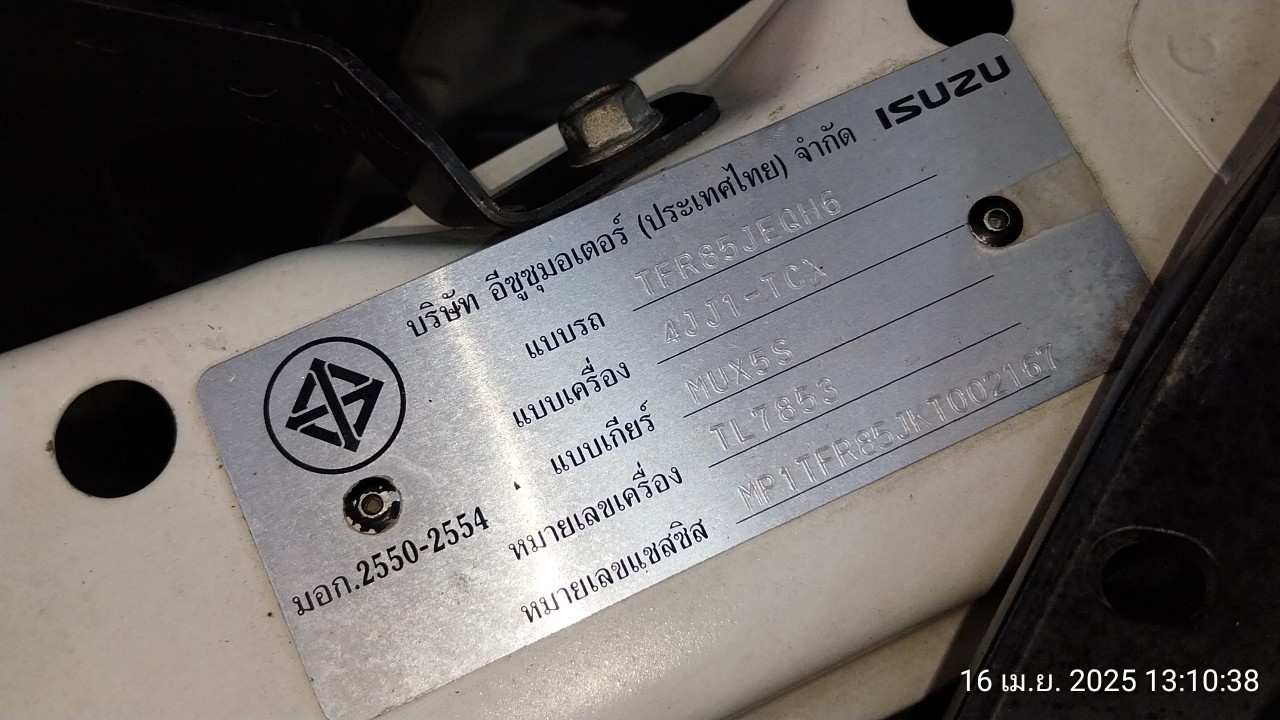 บริษัท อีซูซุมอเตอร์ (ประเทศไทย) จำกัด ISUZU
แบบรถ TFR85JEQH6
แบบเครื่อง 4JJ1-TCX
แบบเกียร์ MUX5S
หมายเลขเครื่อง TL7853
หมายเลขแชสซิส MP1TFR85JKT002167
มอก.2550-2554
16 เม.ย. 2025 13:10:38